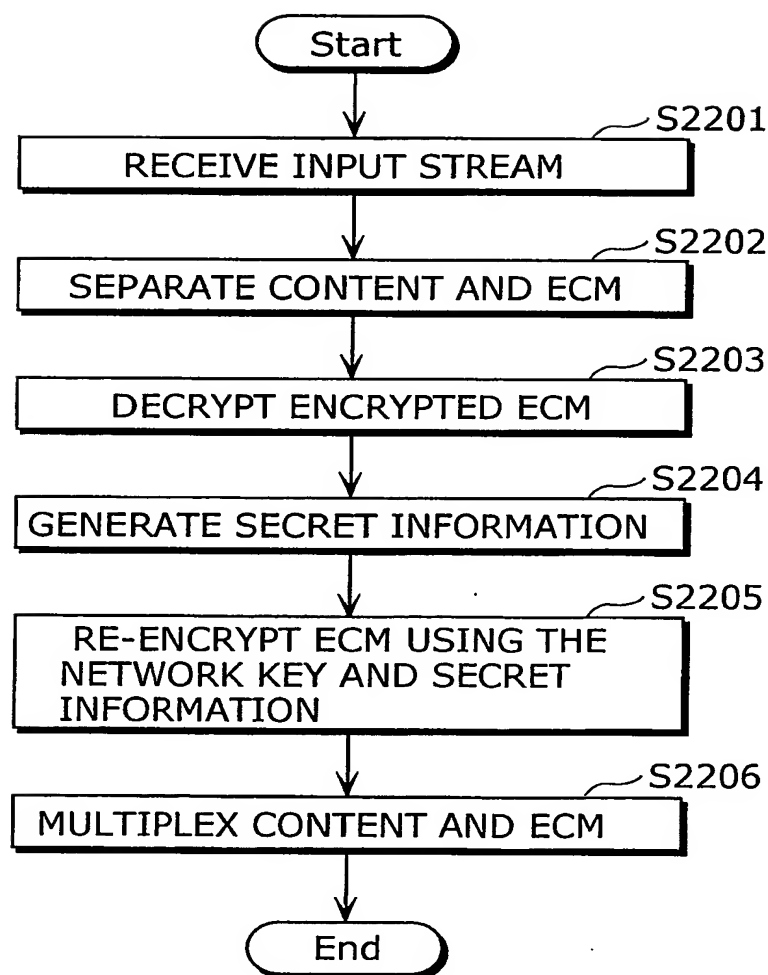 Start
S2201
RECEIVE INPUT STREAM
S2202
SEPARATE CONTENT AND ECM
S2203
DECRYPT ENCRYPTED ECM
S2204
GENERATE SECRET INFORMATION
S2205
RE-ENCRYPT ECM USING THE
NETWORK KEY AND SECRET
INFORMATION
S2206
MULTIPLEX CONTENT AND ECM
End